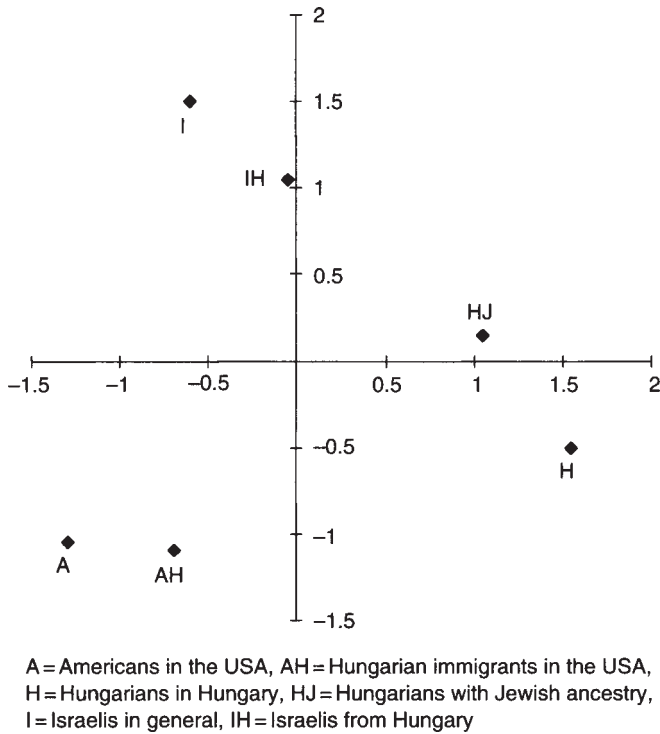 2
1.5
I
IH
1
0.5
HJ
−1.5 −1 −0.5 0.5 1 1.5 2
−0.5
H
−1
A
AH
−1.5
A = Americans in the USA, AH = Hungarian immigrants in the USA,
H = Hungarians in Hungary, HJ = Hungarians with Jewish ancestry,
I = Israelis in general, IH = Israelis from Hungary